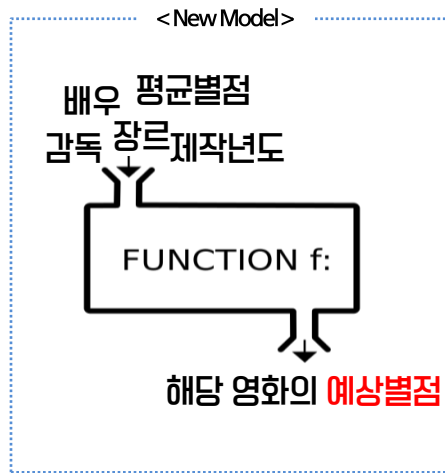 < New Model >
배우 평균별점
감독 장르 제작년도
FUNCTION f:
해당 영화의 예상별점